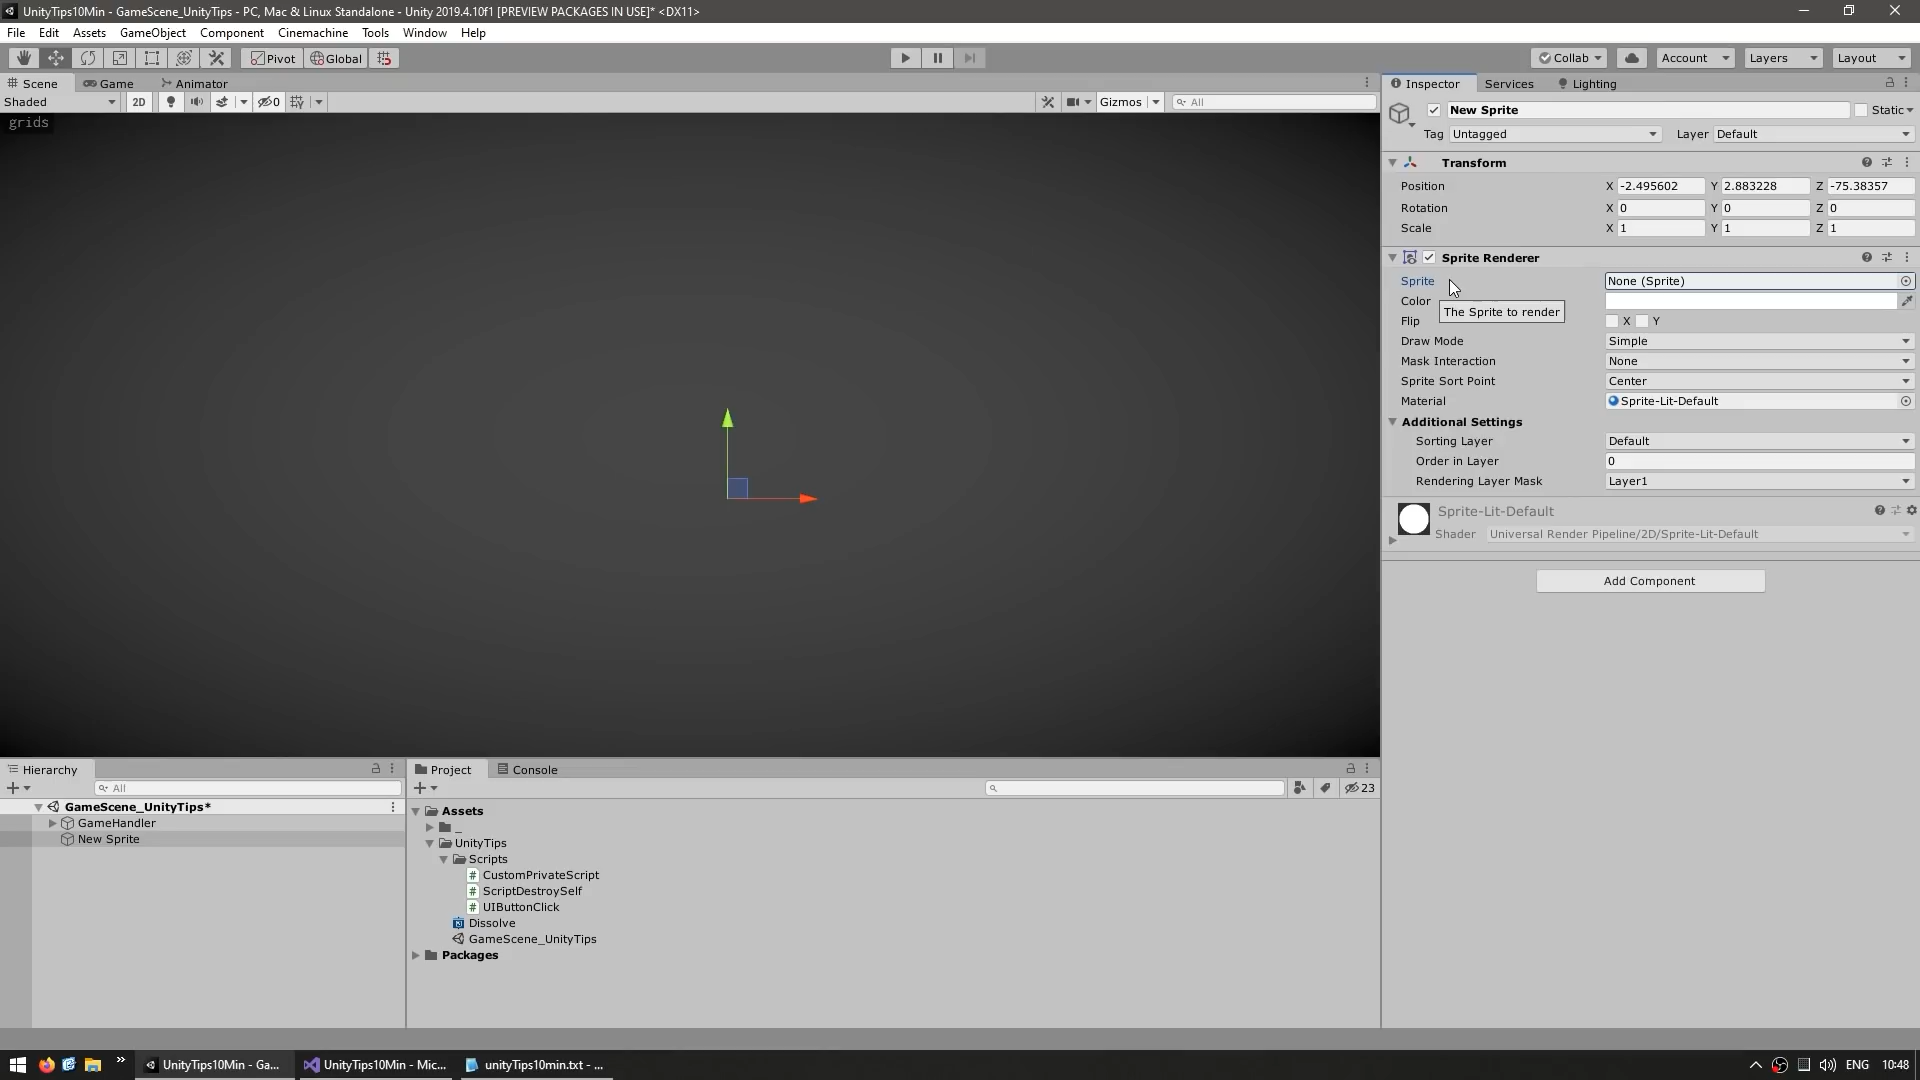 UnityTips10Min - GameScene_UnityTips - PC, Mac & Linux Standalone - Unity 2019.4.10f1 [PREVIEW PACKAGES IN USE]* <DX11>
File Edit Assets GameObject Component Cinemachine Tools Window Help
Pivot Global Collab Account Layers Layout
Scene Game Animator
Shaded 2D 0 Gizmos All
grids
Inspector Services Lighting
New Sprite Static
Tag Untagged Layer Default
Transform
Position X -2.495602 Y 2.883228 Z -75.38357
Rotation X 0 Y 0 Z 0
Scale X 1 Y 1 Z 1
Sprite Renderer
Sprite None (Sprite)
Color
The Sprite to render
Flip X Y
Draw Mode Simple
Mask Interaction None
Sprite Sort Point Center
Material Sprite-Lit-Default
Additional Settings
Sorting Layer Default
Order in Layer 0
Rendering Layer Mask Layer1
Sprite-Lit-Default
Shader Universal Render Pipeline/2D/Sprite-Lit-Default
Add Component
Hierarchy
All
GameScene_UnityTips*
GameHandler
New Sprite
Project Console
23
Assets
_
UnityTips
Scripts
# CustomPrivateScript
# ScriptDestroySelf
# UIButtonClick
Dissolve
GameScene_UnityTips
Packages
» UnityTips10Min - Ga... UnityTips10Min - Mic... unityTips10min.txt - ... ENG 10:48